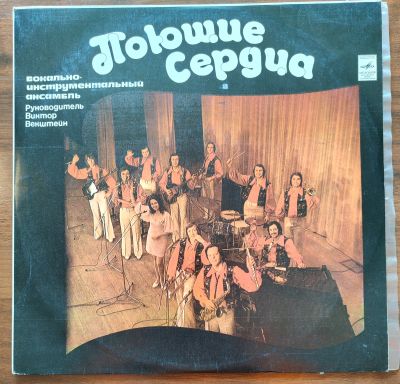 Поющие
Сердца
вокально-
инструментальный
ансамбль
Руководитель
Виктор
Векштейн